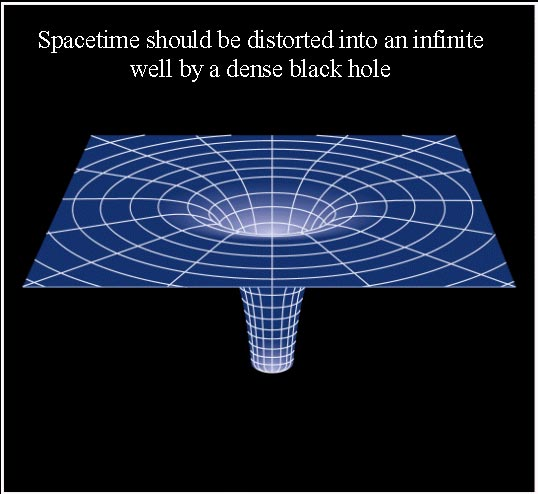 Spacetime should be distorted into an infinite
well by a dense black hole